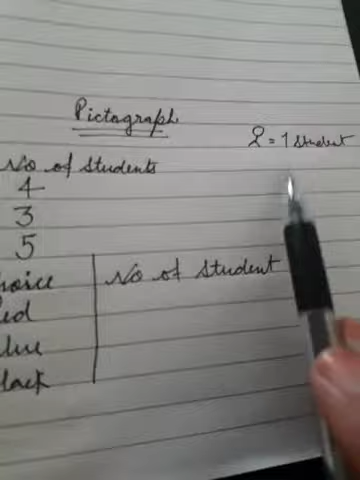 Pictograph
= 1 Student
No of Students
4
3
5
No of Student